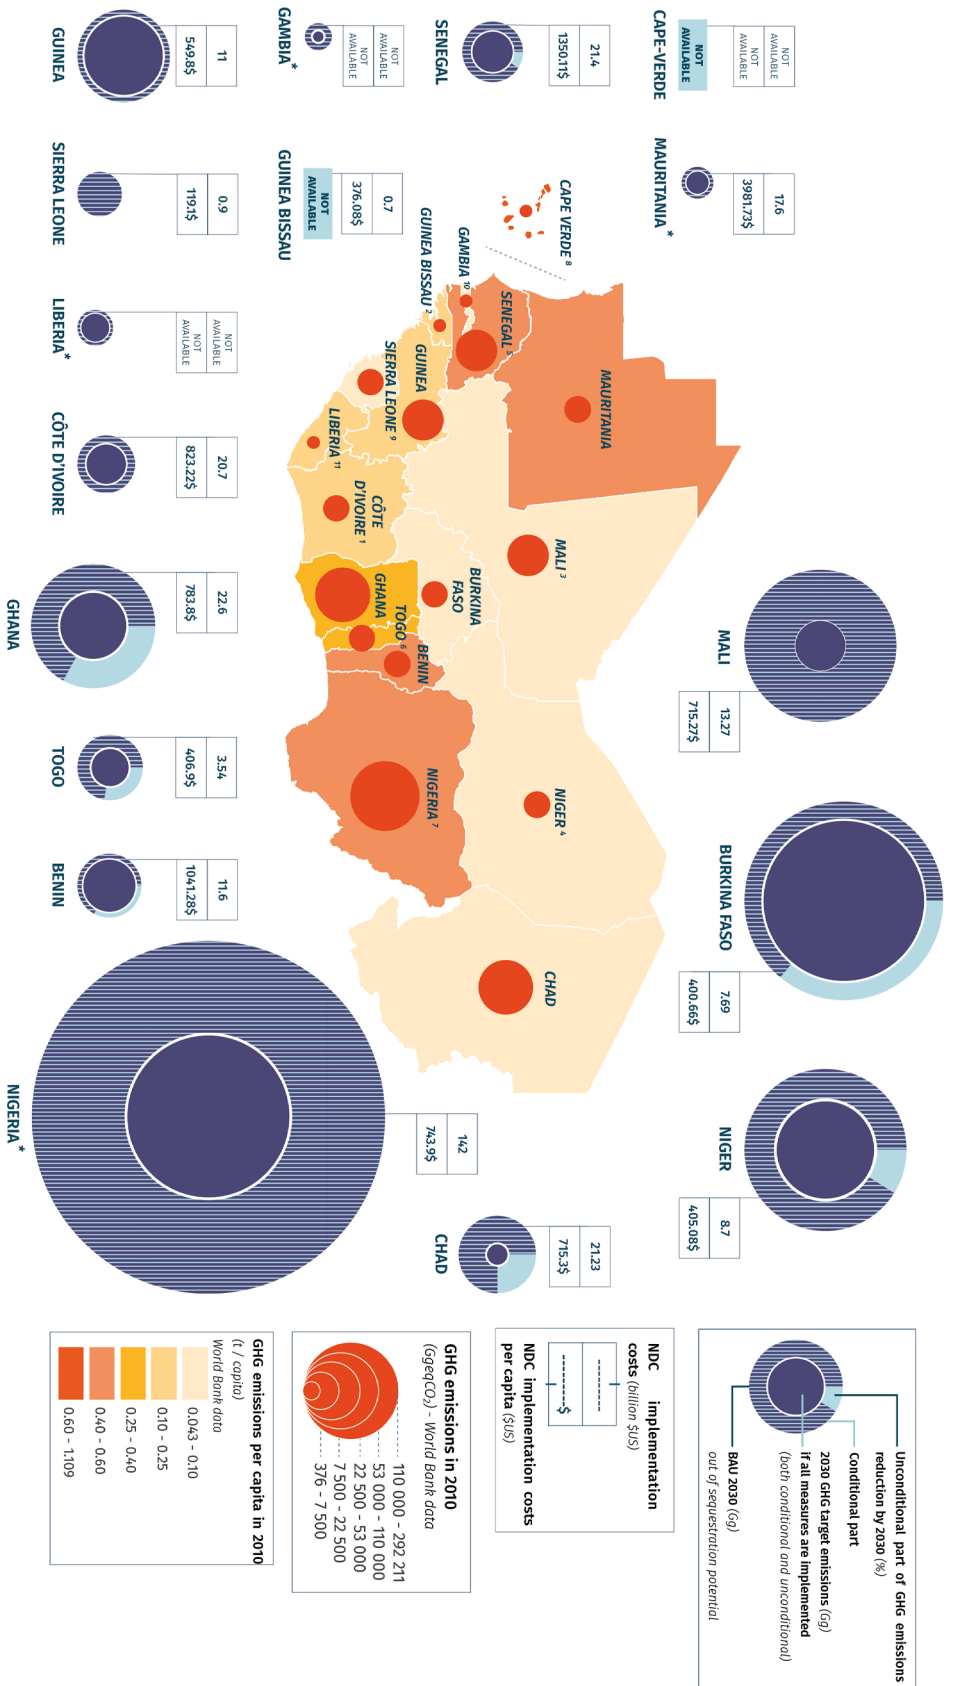 CAPE-VERDE
NOT
AVAILABLE
NOT
AVAILABLE
NOT
AVAILABLE
MAURITANIA *
17.6
3981.73$
MALI
13.27
715.27$
BURKINA FASO
7.69
400.66$
NIGER
8.7
405.08$
SENEGAL
21.4
1350.11$
CHAD
21.23
715.3$
GAMBIA *
NOT
AVAILABLE
NOT
AVAILABLE
GUINEA BISSAU
0.7
376.08$
NOT
AVAILABLE
NIGERIA *
142
743.9$
GUINEA
11
549.8$
SIERRA LEONE
0.9
119.1$
LIBERIA *
NOT
AVAILABLE
NOT
AVAILABLE
CÔTE D'IVOIRE
20.7
823.22$
GHANA
22.6
783.8$
TOGO
3.54
406.9$
BENIN
11.6
1041.28$
CAPE VERDE 8
MAURITANIA
MALI 3
NIGER 4
CHAD
SENEGAL 5
GAMBIA 10
GUINEA BISSAU 2
GUINEA
SIERRA LEONE 9
LIBERIA 11
CÔTE
D'IVOIRE 1
BURKINA
FASO
GHANA
TOGO 6
BENIN
NIGERIA 7
Unconditional part of GHG emissions
reduction by 2030 (%)
Conditional part
2030 GHG target emissions (Gg)
if all measures are implemented
(both conditional and unconditional)
BAU 2030 (Gg)
out of sequestration potential
NDC implementation
costs (billion $US)
----------
---------$
NDC implementation costs
per capita ($US)
GHG emissions in 2010
(GgeqCO₂) - World Bank data
110 000 - 292 211
53 000 - 110 000
22 500 - 53 000
7 500 - 22 500
376 - 7 500
GHG emissions per capita in 2010
(t / capita)
World Bank data
0.043 - 0.10
0.10 - 0.25
0.25 - 0.40
0.40 - 0.60
0.60 - 1.109